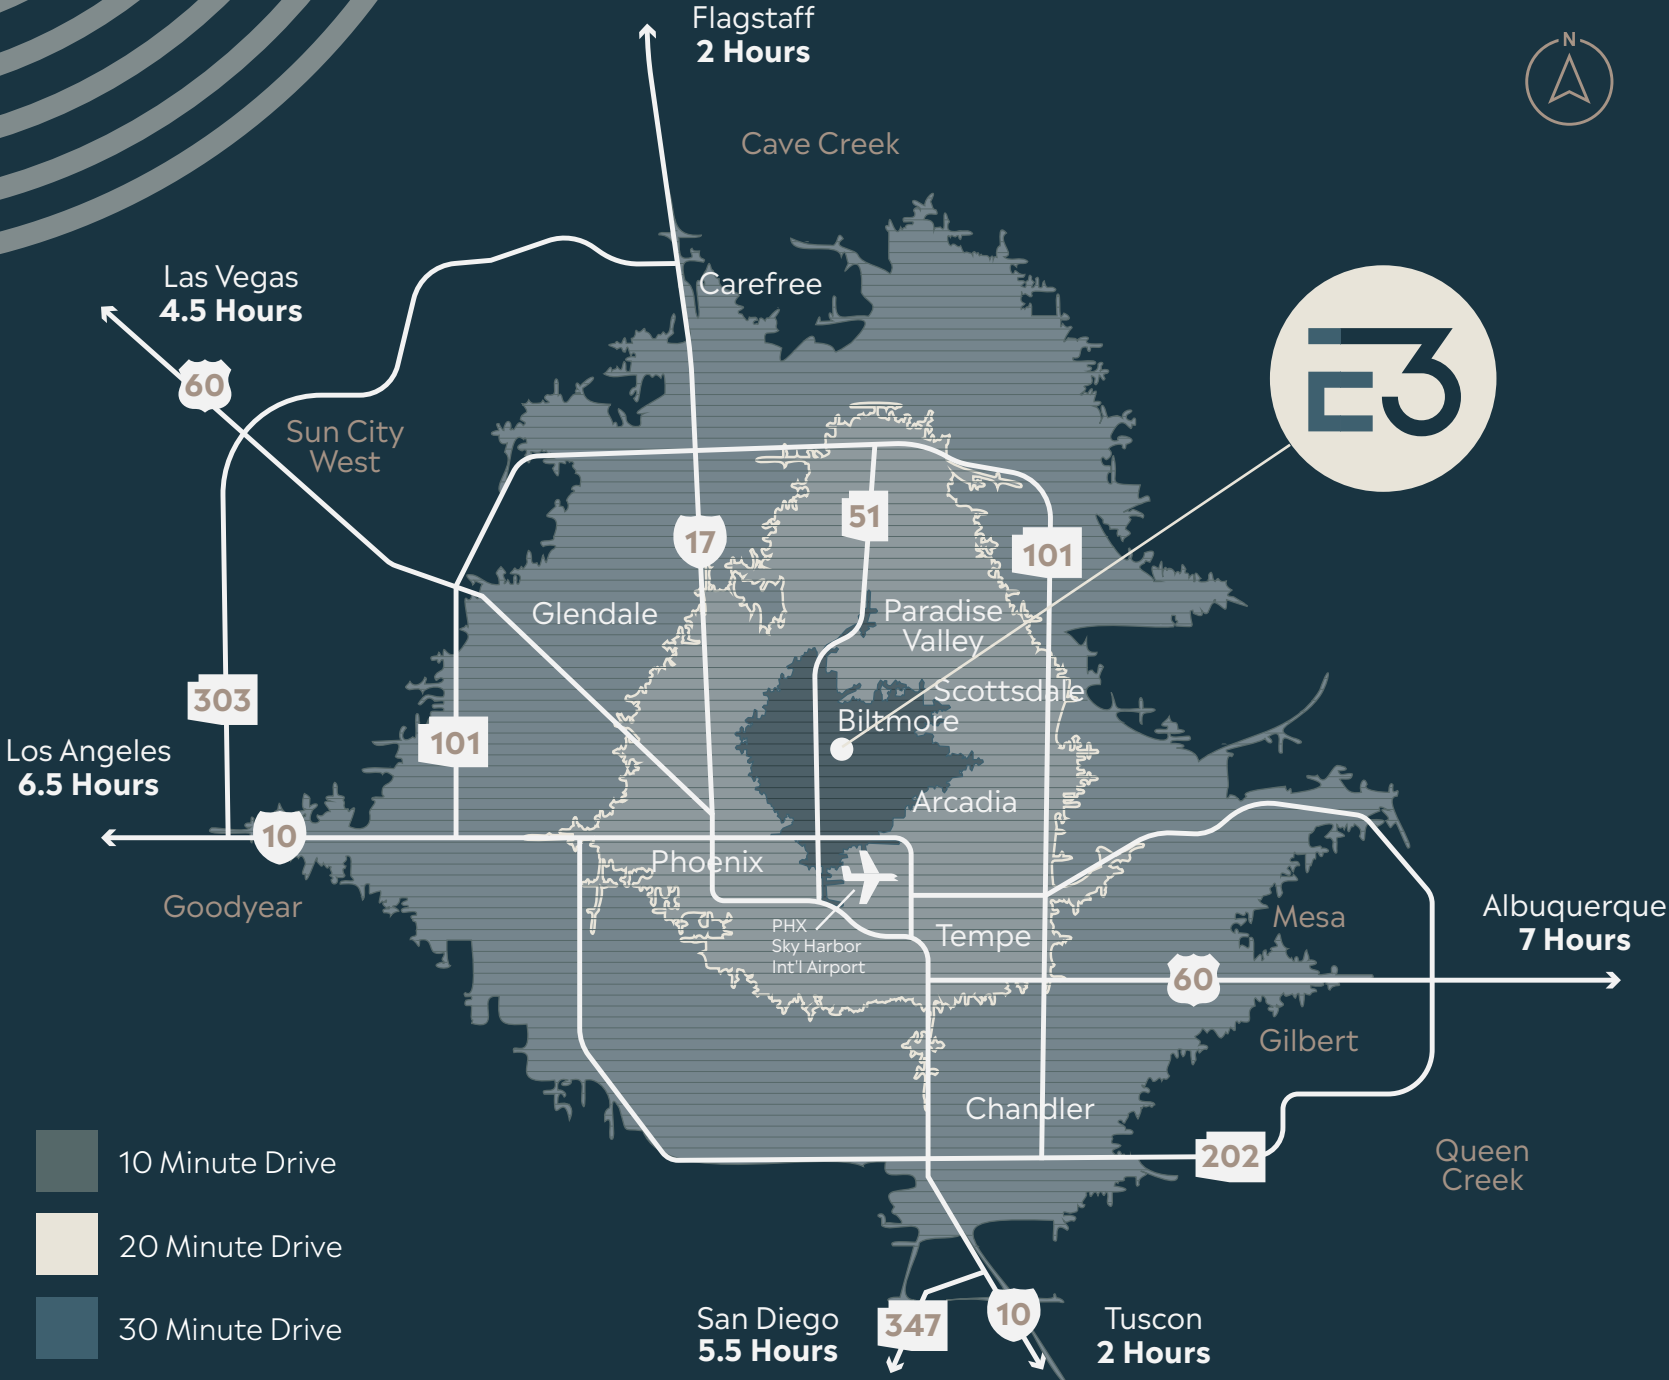 Flagstaff
2 Hours
N
Cave Creek
Las Vegas
4.5 Hours
Carefree
60
Sun City
West
E3
51
17
101
Glendale
Paradise
Valley
303
Scottsdale
Biltmore
101
Los Angeles
6.5 Hours
Arcadia
10
Phoenix
Goodyear
Albuquerque
7 Hours
Mesa
PHX
Sky Harbor
Int'l Airport
Tempe
60
Gilbert
Chandler
202
Queen
Creek
10 Minute Drive
20 Minute Drive
30 Minute Drive
San Diego
5.5 Hours
347
10
Tuscon
2 Hours